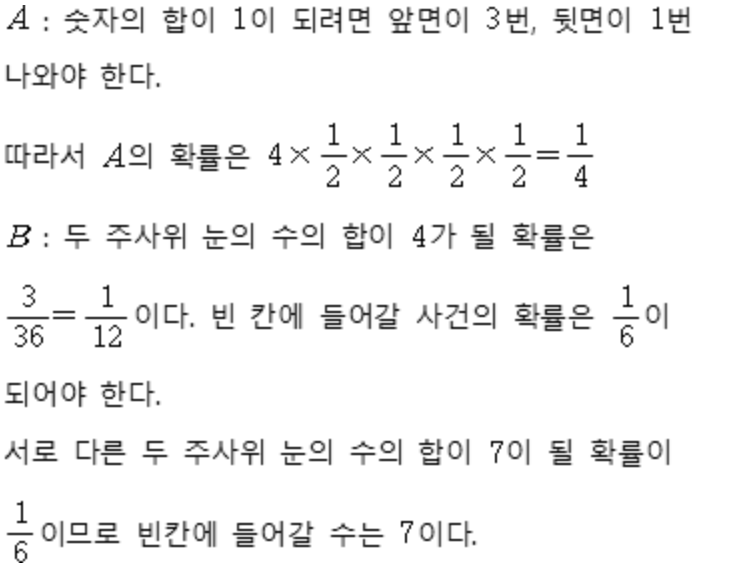 A : 숫자의 합이 1이 되려면 앞면이 3번, 뒷면이 1번
나와야 한다.
따라서 A의 확률은 4×1/2×1/2×1/2×1/2=1/4
B : 두 주사위 눈의 수의 합이 4가 될 확률은
3/36=1/12이다. 빈 칸에 들어갈 사건의 확률은 1/6이
되어야 한다.
서로 다른 두 주사위 눈의 수의 합이 7이 될 확률이
1/6이므로 빈칸에 들어갈 수는 7이다.